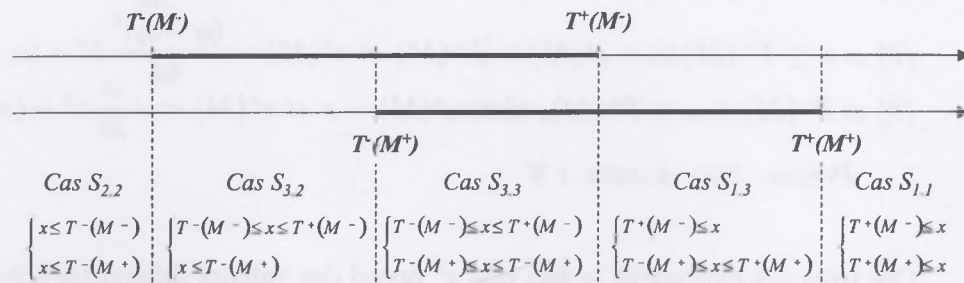 T⁻(M⁻) T⁺(M⁻)
T⁻(M⁺) T⁺(M⁺)
Cas S₂,₂ Cas S₃,₂ Cas S₃,₃ Cas S₁,₃ Cas S₁,₁
{ x ≤ T⁻(M⁻) { T⁻(M⁻) ≤ x ≤ T⁺(M⁻) { T⁻(M⁻) ≤ x ≤ T⁺(M⁻) { T⁺(M⁻) ≤ x { T⁺(M⁻) ≤ x
x ≤ T⁻(M⁺) x ≤ T⁻(M⁺) T⁻(M⁺) ≤ x ≤ T⁻(M⁺) T⁻(M⁺) ≤ x ≤ T⁺(M⁺) T⁺(M⁺) ≤ x